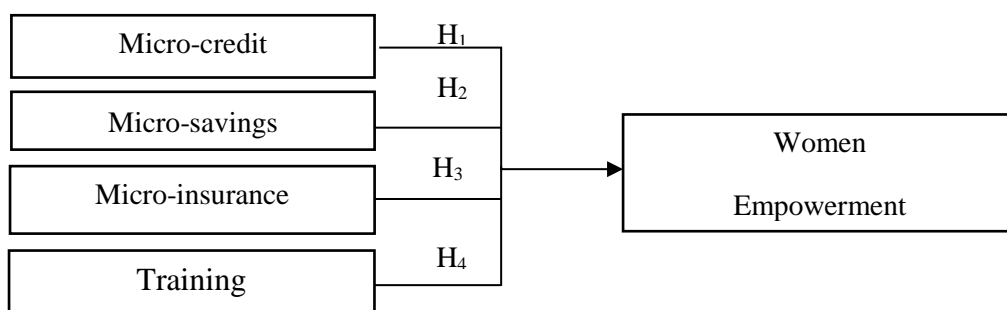 Micro-credit
H₁
H₂
Micro-savings
H₃
Micro-insurance
H₄
Training
Women
Empowerment